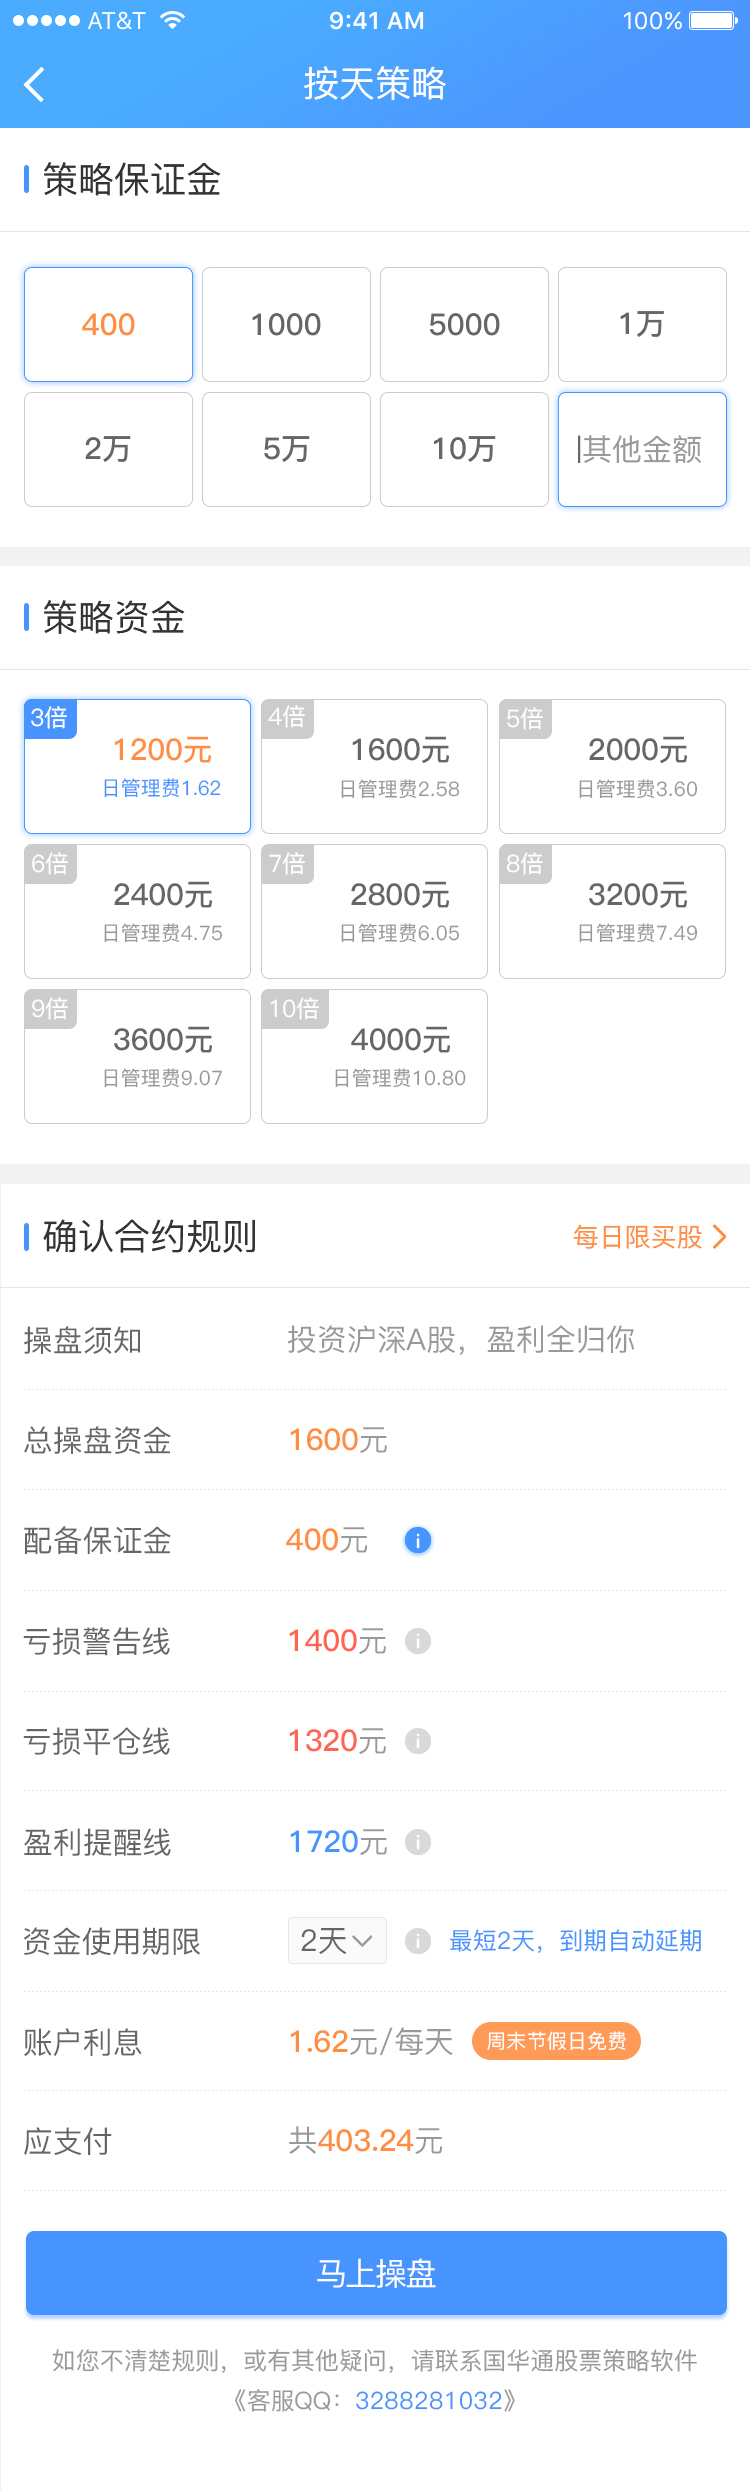 AT&T 9:41 AM 100%
按天策略
策略保证金
400 1000 5000 1万
2万 5万 10万 其他金额
策略资金
3倍 4倍 5倍
1200元 1600元 2000元
日管理费1.62 日管理费2.58 日管理费3.60
6倍 7倍 8倍
2400元 2800元 3200元
日管理费4.75 日管理费6.05 日管理费7.49
9倍 10倍
3600元 4000元
日管理费9.07 日管理费10.80
确认合约规则 每日限买股
操盘须知 投资沪深A股，盈利全归你
总操盘资金 1600元
配备保证金 400元
亏损警告线 1400元
亏损平仓线 1320元
盈利提醒线 1720元
资金使用期限 2天 最短2天，到期自动延期
账户利息 1.62元/每天 周末节假日免费
应支付 共403.24元
马上操盘
如您不清楚规则，或有其他疑问，请联系国华通股票策略软件
《客服QQ：3288281032》